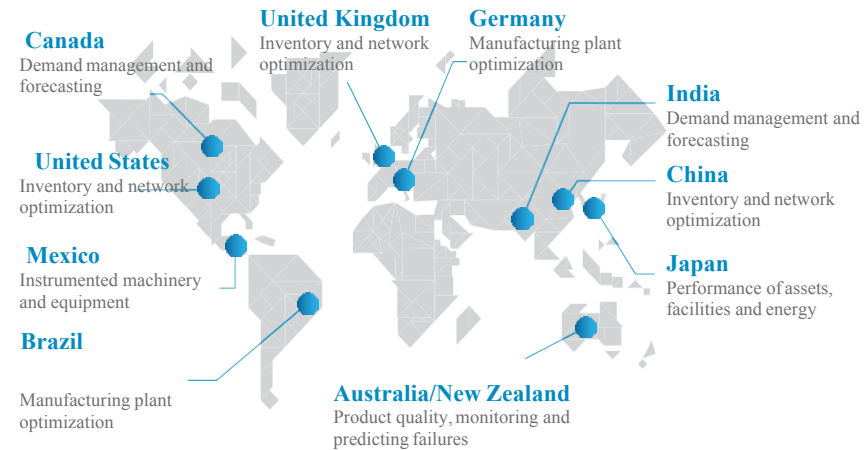 Canada
Demand management and
forecasting
United Kingdom
Inventory and network
optimization
Germany
Manufacturing plant
optimization
India
Demand management and
forecasting
United States
Inventory and network
optimization
China
Inventory and network
optimization
Mexico
Instrumented machinery
and equipment
Japan
Performance of assets,
facilities and energy
Brazil
Manufacturing plant
optimization
Australia/New Zealand
Product quality, monitoring and
predicting failures